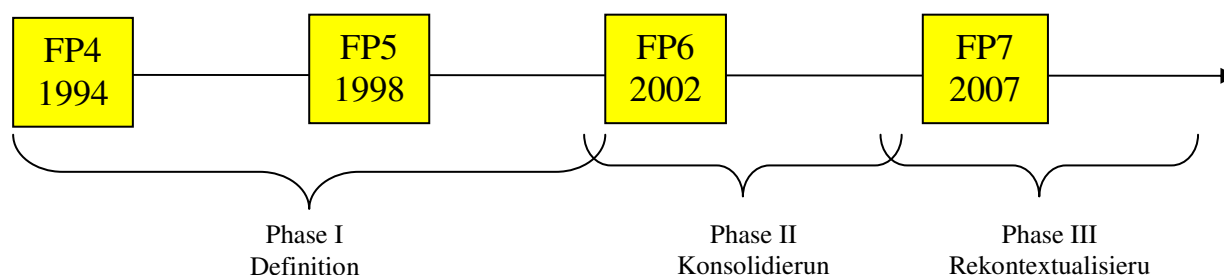 FP4
1994
FP5
1998
FP6
2002
FP7
2007
Phase I
Definition
Phase II
Konsolidierun
Phase III
Rekontextualisieru